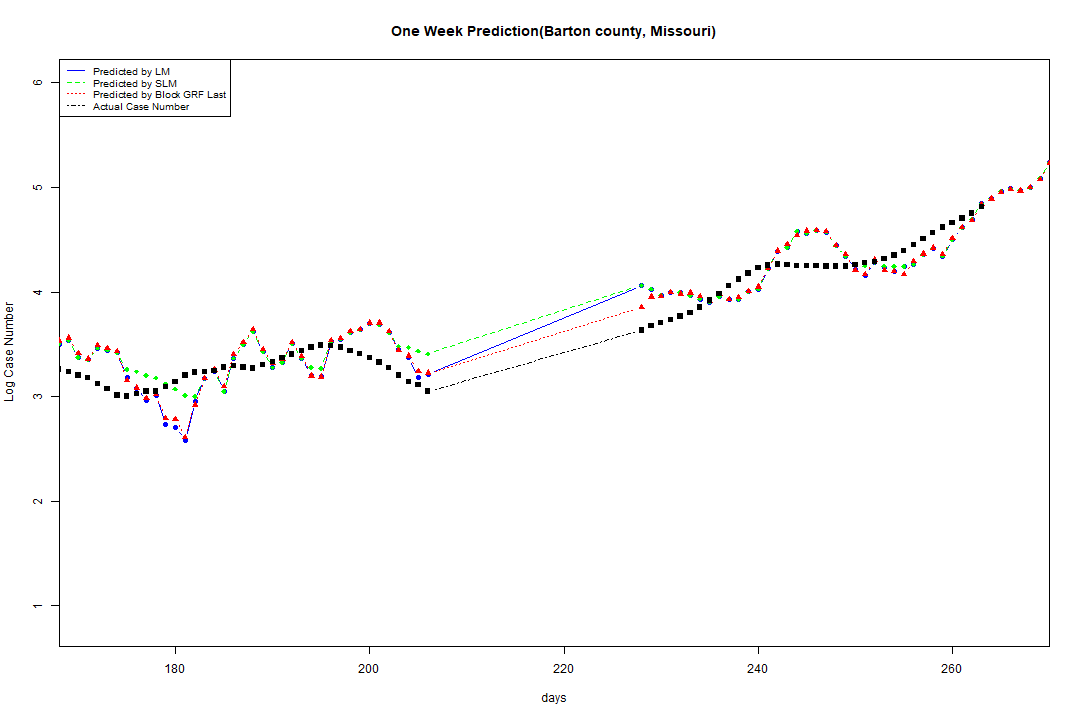 One Week Prediction(Barton county, Missouri)
Predicted by LM
Predicted by SLM
Predicted by Block GRF Last
Actual Case Number
6
5
4
3
2
1
Log Case Number
180
200
220
240
260
days